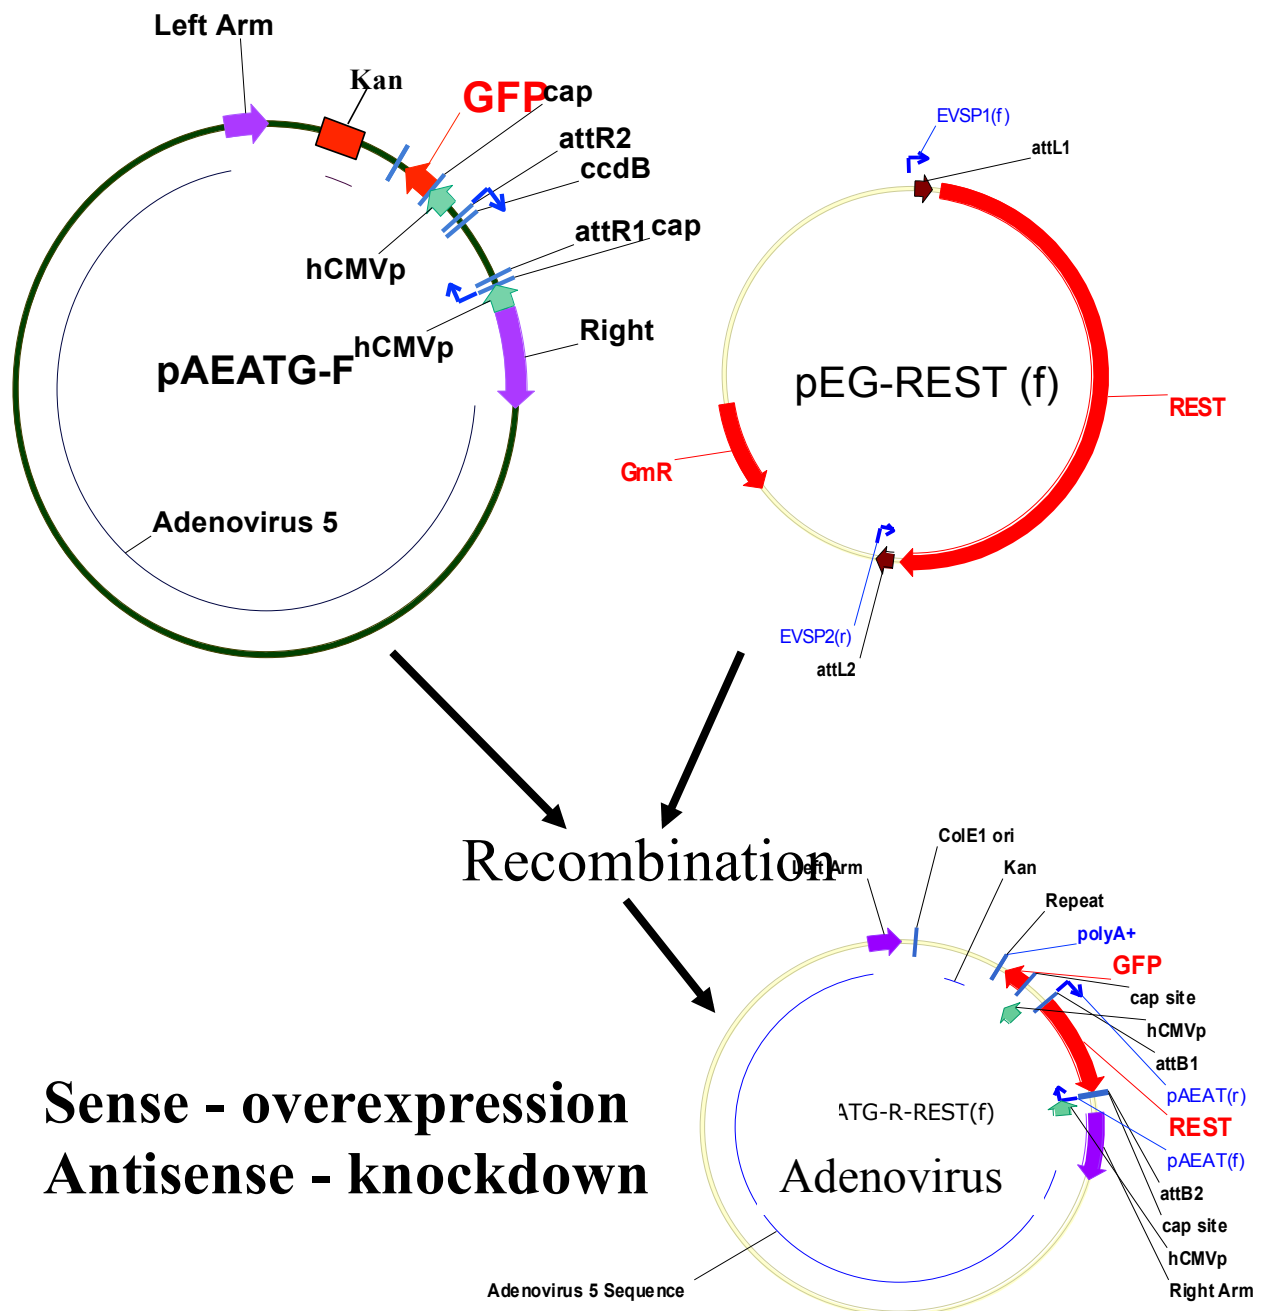 Left Arm
Kan
GFP
cap
attR2
ccdB
attR1
cap
hCMVp
hCMVp
Right
pAEATG-F
Adenovirus 5
EVSP1(f)
attL1
pEG-REST (f)
REST
GmR
EVSP2(r)
attL2
Recombination
Left Arm
ColE1 ori
Kan
Repeat
polyA+
GFP
cap site
hCMVp
attB1
pAEAT(r)
REST
pAEAT(f)
attB2
cap site
hCMVp
Right Arm
ATG-R-REST(f)
Adenovirus
Adenovirus 5 Sequence
Sense - overexpression
Antisense - knockdown